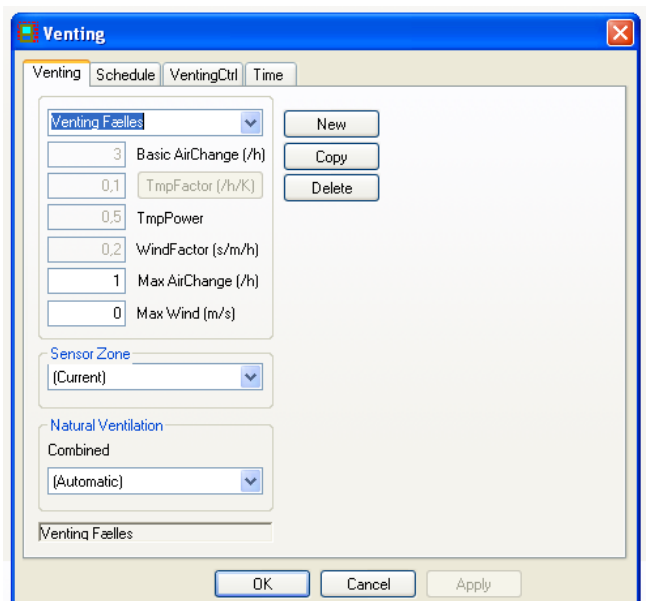 Venting
Venting Schedule VentingCtrl Time
Venting Fælles New
3 Basic AirChange (/h) Copy
0,1 TmpFactor (/h/K) Delete
0,5 TmpPower
0,2 WindFactor (s/m/h)
1 Max AirChange (/h)
0 Max Wind (m/s)
Sensor Zone
(Current)
Natural Ventilation
Combined
(Automatic)
Venting Fælles
OK Cancel Apply